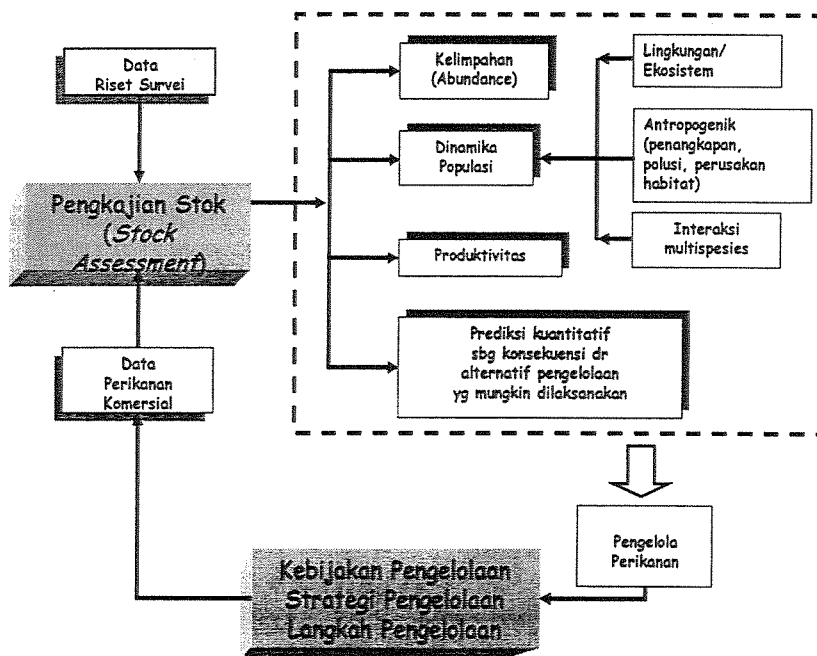 Data
Riset Survei
Pengkajian Stok
(Stock
Assessment)
Data
Perikanan
Komersial
Kelimpahan
(Abundance)
Dinamika
Populasi
Produktivitas
Prediksi kuantitatif
sbg konsekuensi dr
alternatif pengelolaan
yg mungkin dilaksanakan
Lingkungan/
Ekosistem
Antropogenik
(penangkapan,
polusi, perusakan
habitat)
Interaksi
multispesies
Pengelola
Perikanan
Kebijakan Pengelolaan
Strategi Pengelolaan
Langkah Pengelolaan